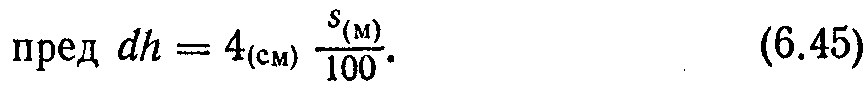 пред dh = 4(см) s(м)/100. (6.45)